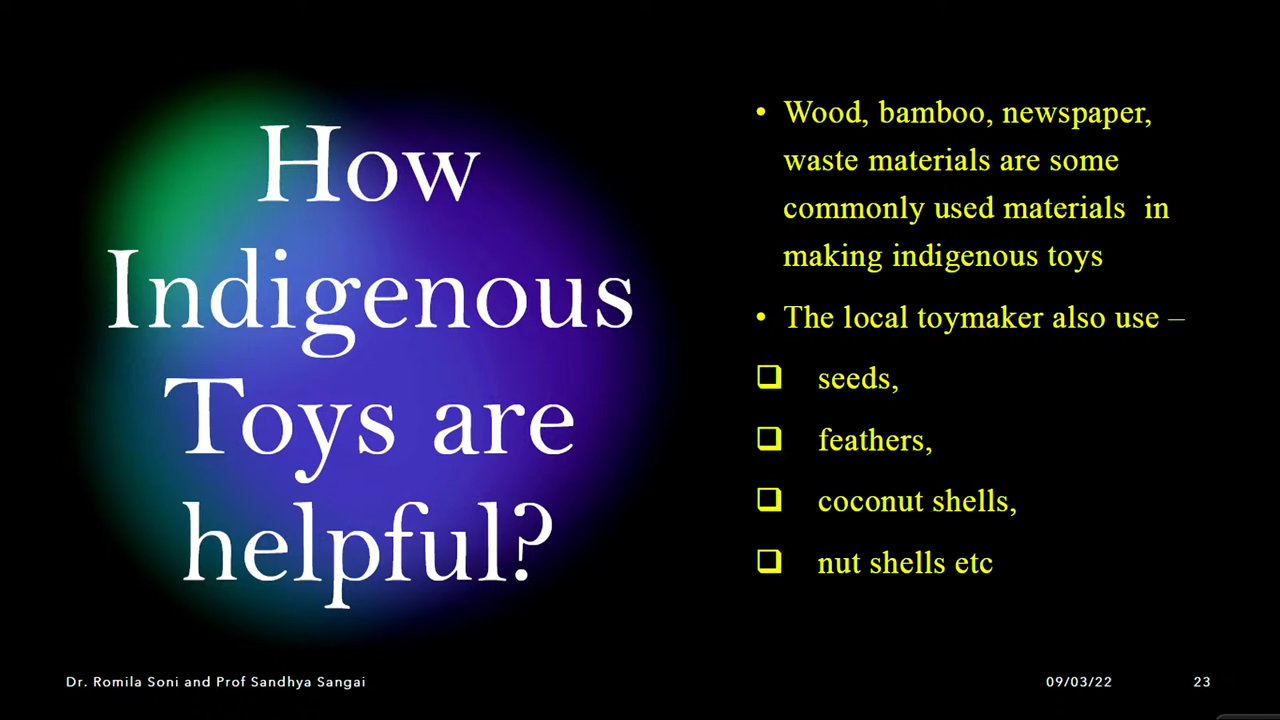 How
Indigenous
Toys are
helpful?
• Wood, bamboo, newspaper,
waste materials are some
commonly used materials in
making indigenous toys
• The local toymaker also use –
❑ seeds,
❑ feathers,
❑ coconut shells,
❑ nut shells etc
Dr. Romila Soni and Prof Sandhya Sangai
09/03/22
23